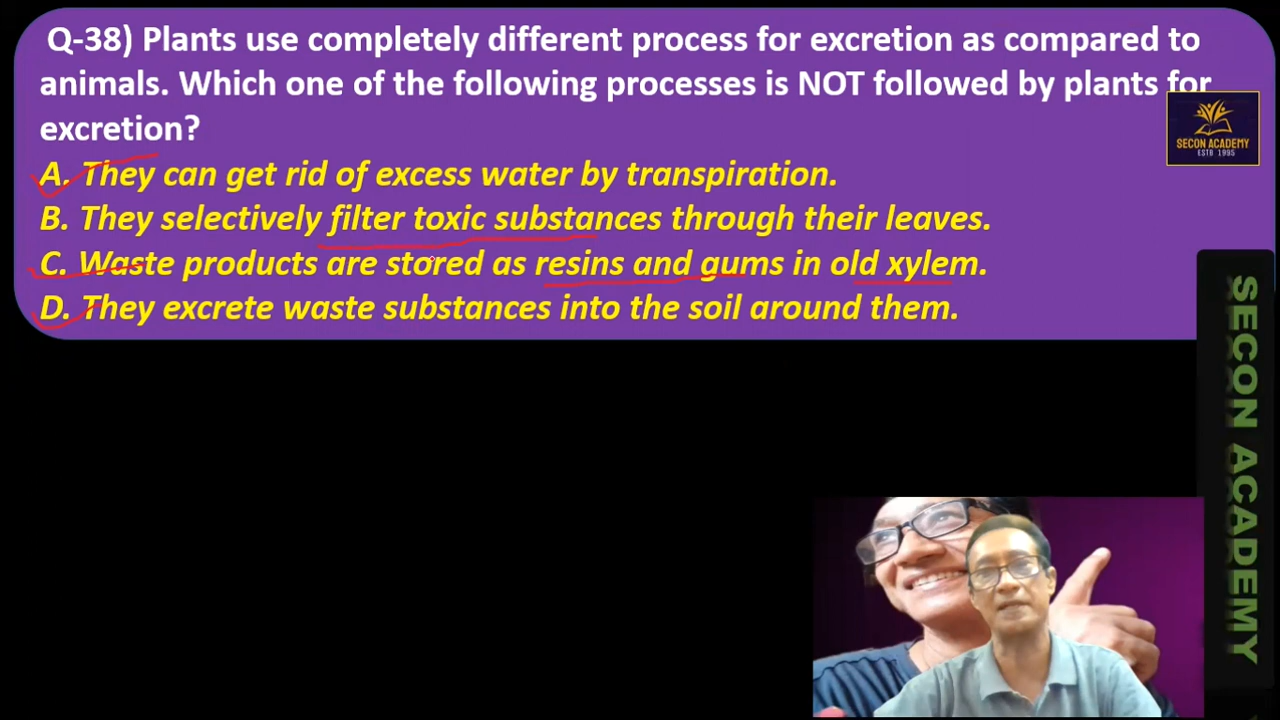 Q-38) Plants use completely different process for excretion as compared to
animals. Which one of the following processes is NOT followed by plants for
excretion?
A. They can get rid of excess water by transpiration.
B. They selectively filter toxic substances through their leaves.
C. Waste products are stored as resins and gums in old xylem.
D. They excrete waste substances into the soil around them.
SECON ACADEMY
ESTD 1995
SECON ACADEMY